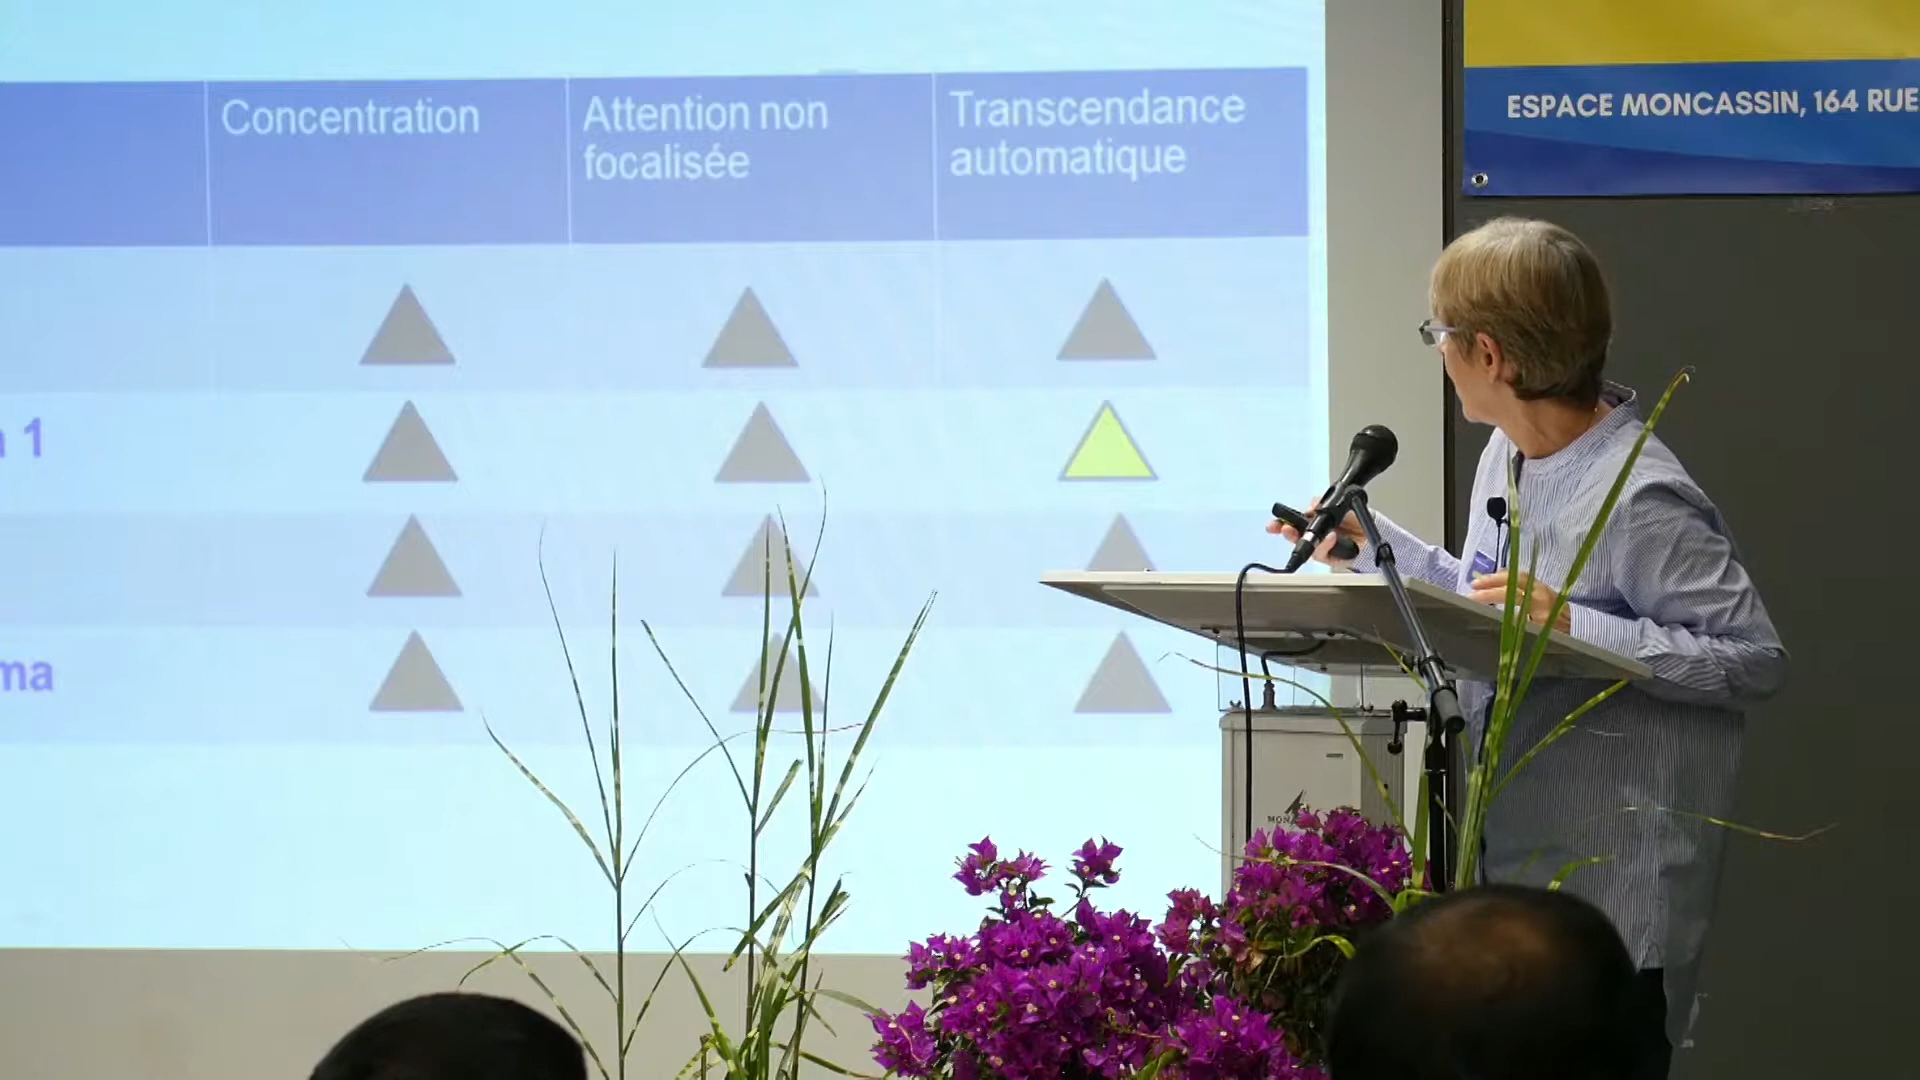 Concentration
Attention non
focalisée
Transcendance
automatique
ESPACE MONCASSIN, 164 RUE
1
ma